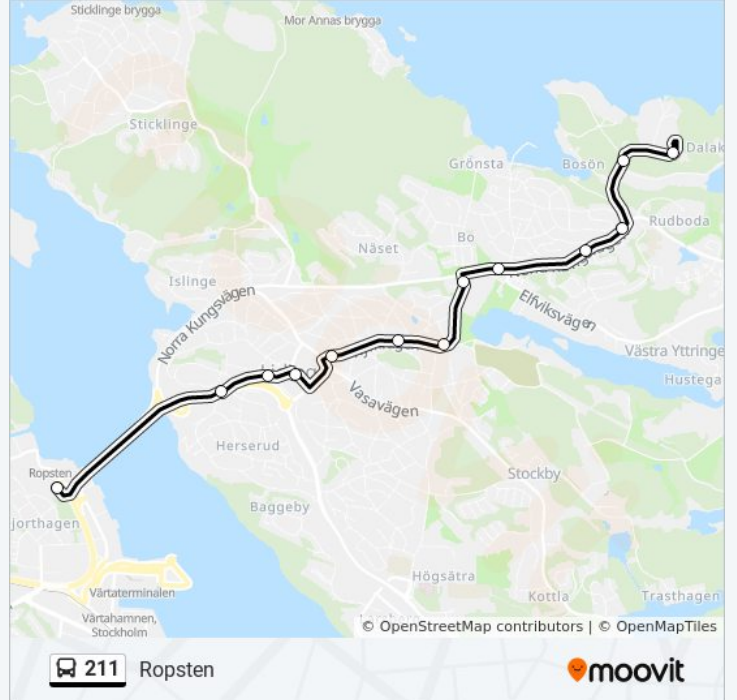 Sticklinge brygga
Mor Annas brygga
Sticklinge
Grönsta
Bosön
Dalak
Rudboda
Bo
Näset
Islinge
Norra Kungsvägen
Elfviksvägen
Västra Yttringe
Hustega
Vasavägen
Herserud
Ropsten
Stockby
Baggeby
jorthagen
Högsätra
Värtaterminalen
Kottla
Trasthagen
Värtahamnen,
Stockholm
© OpenStreetMap contributors | © OpenMapTiles
211 Ropsten
moovit